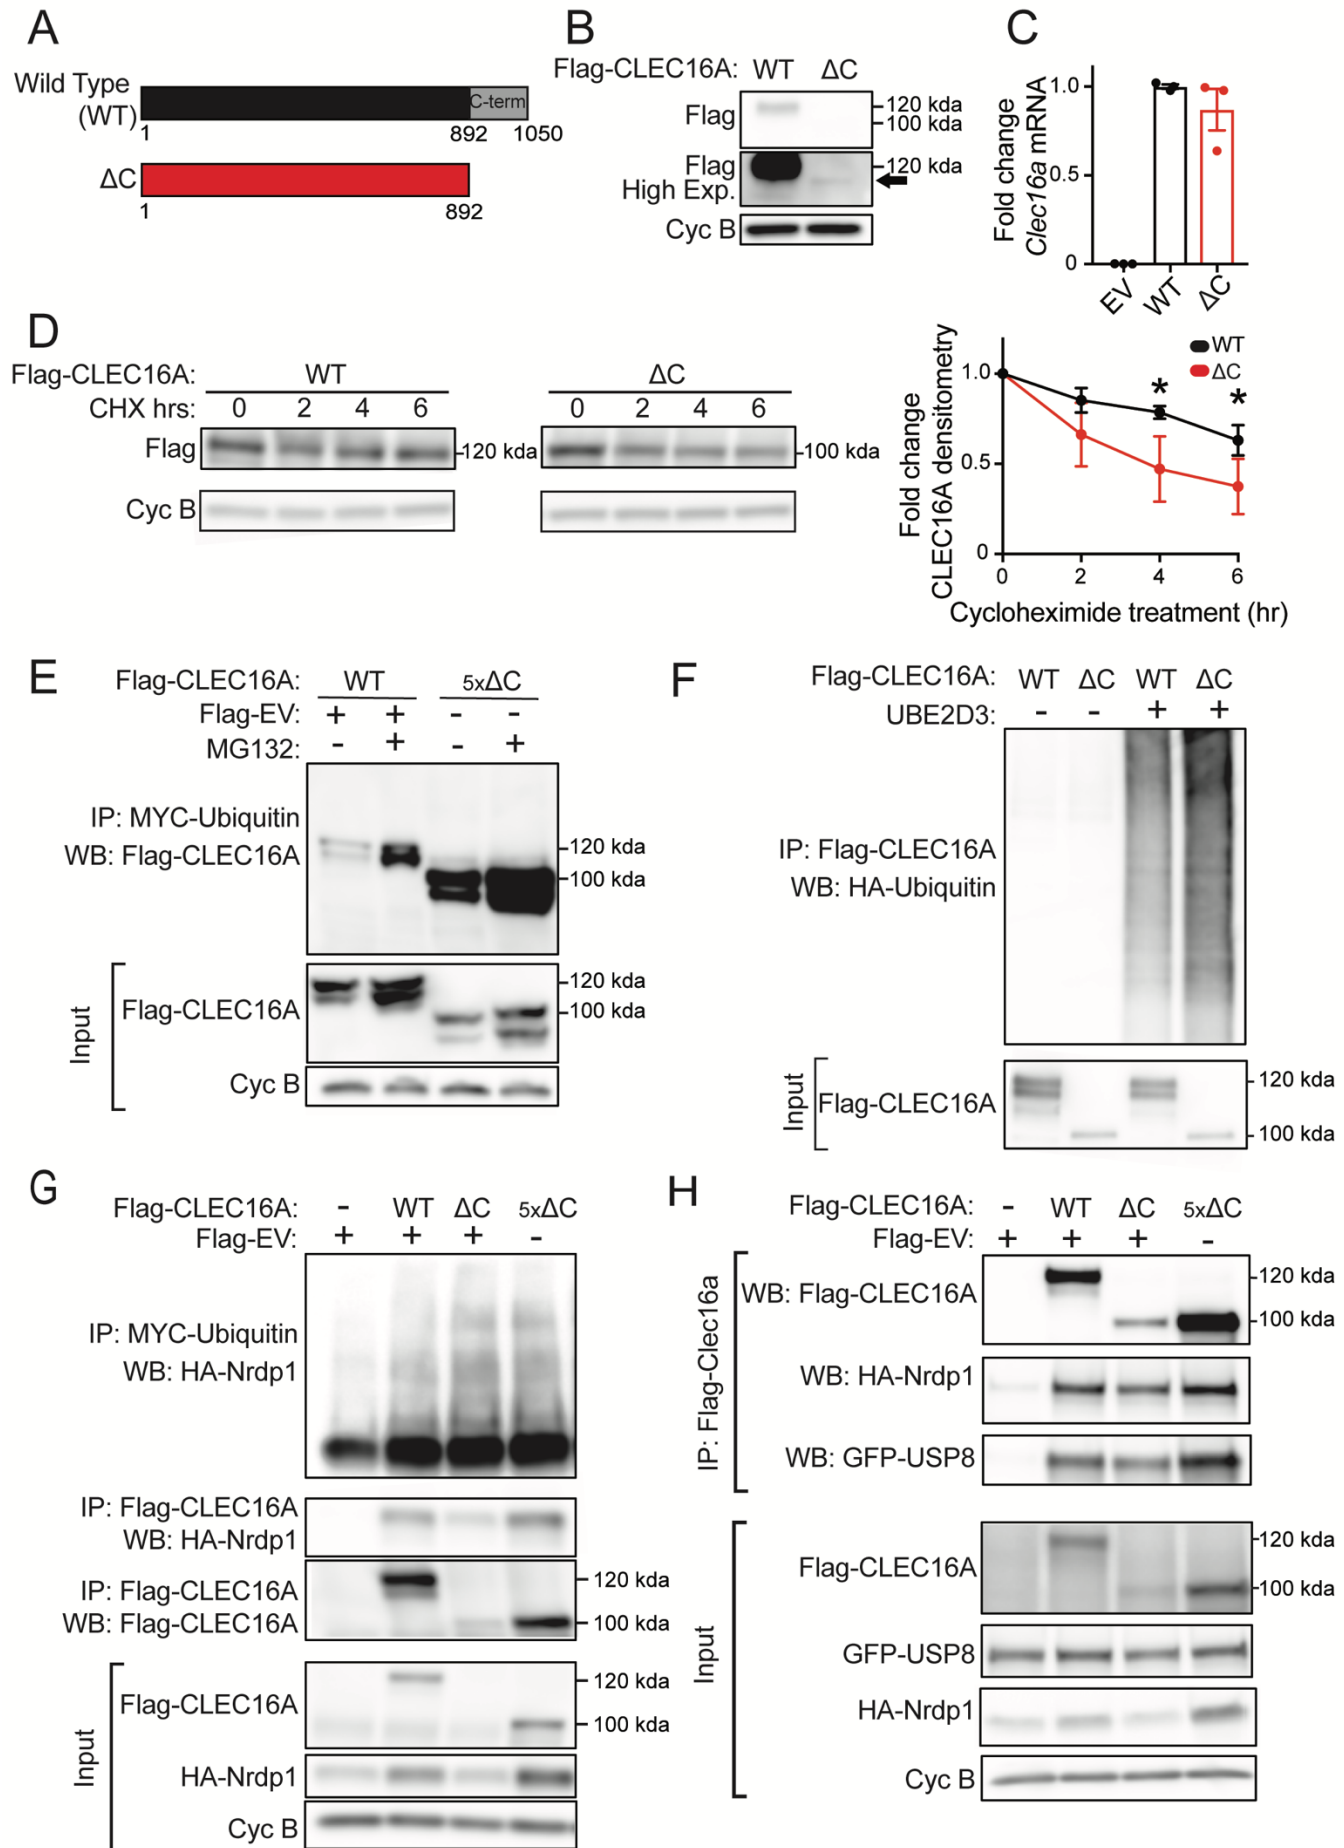 A
Wild Type
(WT)
C-term
1
892
1050
ΔC
1
892
B
Flag-CLEC16A: WT ΔC
Flag
120 kda
100 kda
Flag
High Exp.
120 kda
Cyc B
C
Fold change
Clec16a mRNA
1.0
0.5
0
EV
WT
ΔC
D
Flag-CLEC16A: WT ΔC
CHX hrs: 0 2 4 6 0 2 4 6
Flag
120 kda
100 kda
Cyc B
Fold change
CLEC16A densitometry
1.0
0.5
0
WT
ΔC
* *
0 2 4 6
Cycloheximide treatment (hr)
E
Flag-CLEC16A: WT 5xΔC
Flag-EV: + + - -
MG132: - + - +
IP: MYC-Ubiquitin
WB: Flag-CLEC16A
120 kda
100 kda
Input
Flag-CLEC16A
120 kda
100 kda
Cyc B
F
Flag-CLEC16A: WT ΔC WT ΔC
UBE2D3: - - + +
IP: Flag-CLEC16A
WB: HA-Ubiquitin
Input
Flag-CLEC16A
120 kda
100 kda
G
Flag-CLEC16A: - WT ΔC 5xΔC
Flag-EV: + + + -
IP: MYC-Ubiquitin
WB: HA-Nrdp1
IP: Flag-CLEC16A
WB: HA-Nrdp1
IP: Flag-CLEC16A
WB: Flag-CLEC16A
120 kda
100 kda
Input
Flag-CLEC16A
120 kda
100 kda
HA-Nrdp1
Cyc B
H
Flag-CLEC16A: - WT ΔC 5xΔC
Flag-EV: + + + -
IP: Flag-Clec16a
WB: Flag-CLEC16A
120 kda
100 kda
WB: HA-Nrdp1
WB: GFP-USP8
Input
Flag-CLEC16A
120 kda
100 kda
GFP-USP8
HA-Nrdp1
Cyc B